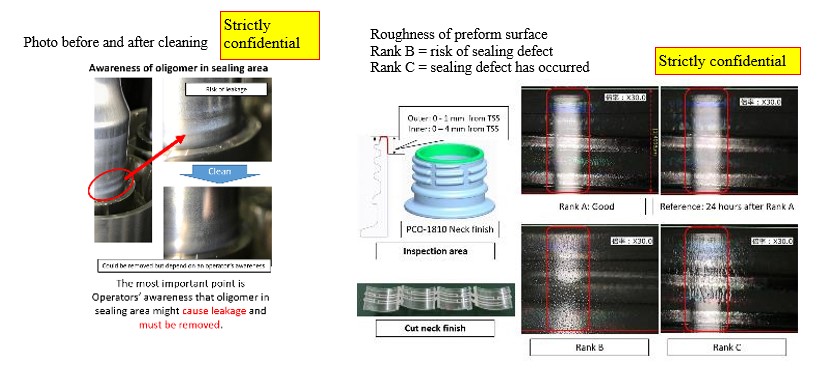 Photo before and after cleaning
Strictly
confidential
Awareness of oligomer in sealing area
Risk of leakage
Clean
Could be removed but depend on an operator's awareness
The most important point is
Operators' awareness that oligomer in
sealing area might cause leakage and
must be removed.
Roughness of preform surface
Rank B = risk of sealing defect
Rank C = sealing defect has occurred
Strictly confidential
Outer: 0 - 1 mm from TSS
Inner: 0 – 4 mm from TSS
PCO-1810 Neck finish
Inspection area
Cut neck finish
倍率：X30.0
倍率：X30.0
Rank A: Good
Reference: 24 hours after Rank A
倍率：X30.0
倍率：X30.0
Rank B
Rank C